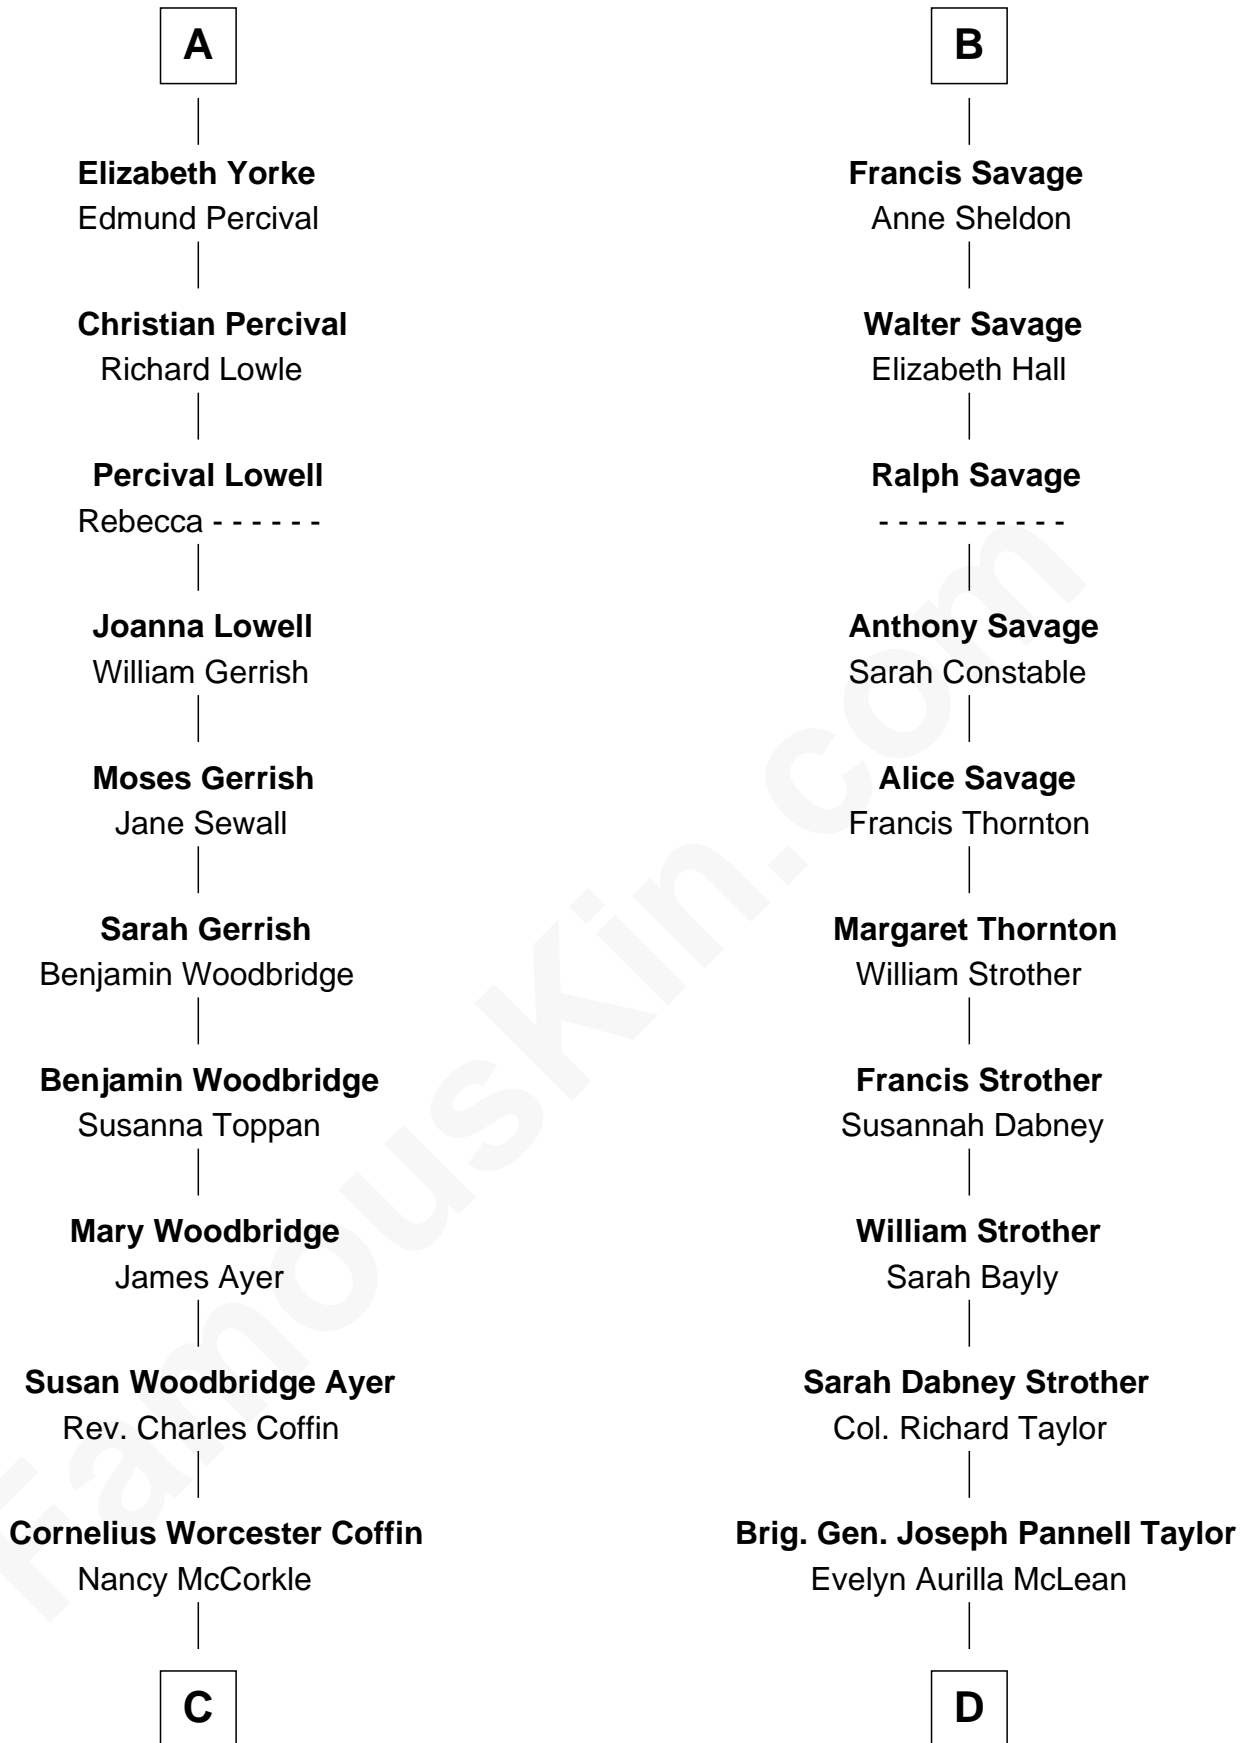 A
Elizabeth Yorke
Edmund Percival
Christian Percival
Richard Lowle
Percival Lowell
Rebecca - - - - - -
Joanna Lowell
William Gerrish
Moses Gerrish
Jane Sewall
Sarah Gerrish
Benjamin Woodbridge
Benjamin Woodbridge
Susanna Toppan
Mary Woodbridge
James Ayer
Susan Woodbridge Ayer
Rev. Charles Coffin
Cornelius Worcester Coffin
Nancy McCorkle
C
B
Francis Savage
Anne Sheldon
Walter Savage
Elizabeth Hall
Ralph Savage
- - - - - - - - - -
Anthony Savage
Sarah Constable
Alice Savage
Francis Thornton
Margaret Thornton
William Strother
Francis Strother
Susannah Dabney
William Strother
Sarah Bayly
Sarah Dabney Strother
Col. Richard Taylor
Brig. Gen. Joseph Pannell Taylor
Evelyn Aurilla McLean
D
FamousKin.com